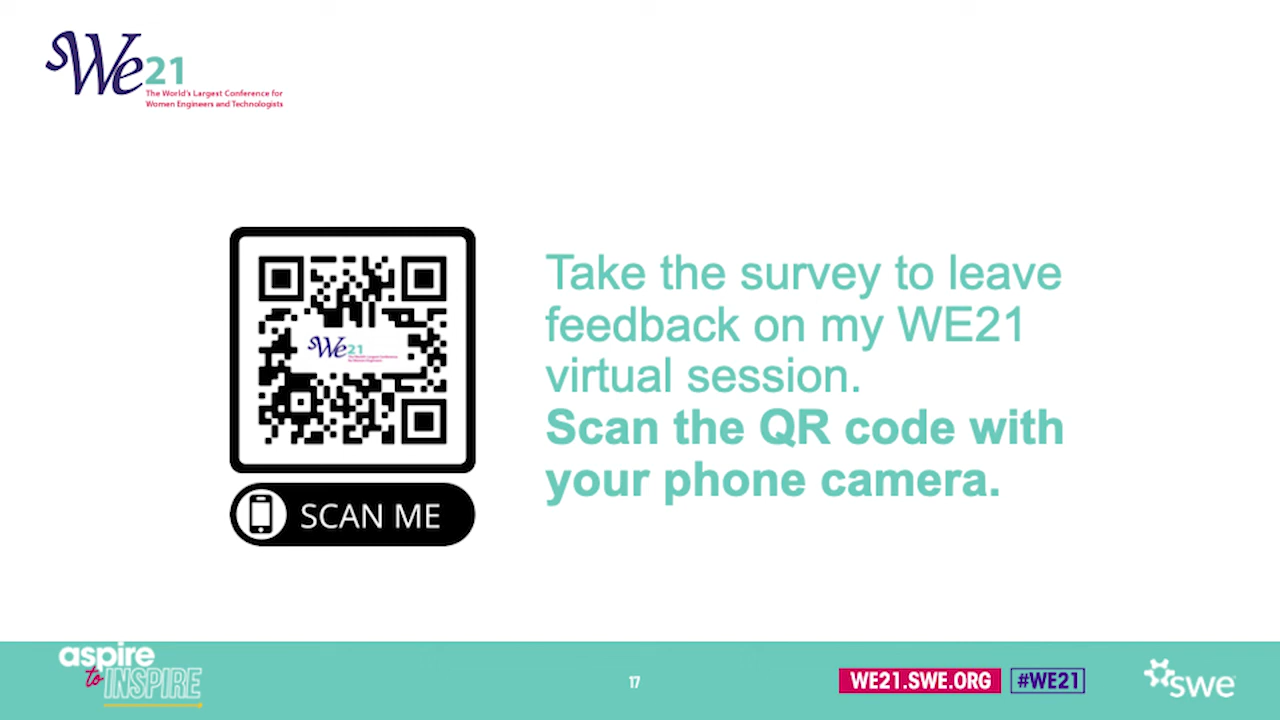 sWe21
The World's Largest Conference for
Women Engineers and Technologists
Take the survey to leave
feedback on my WE21
virtual session.
Scan the QR code with
your phone camera.
sWe21
SCAN ME
aspire
to INSPIRE
17
WE21.SWE.ORG
#WE21
swe